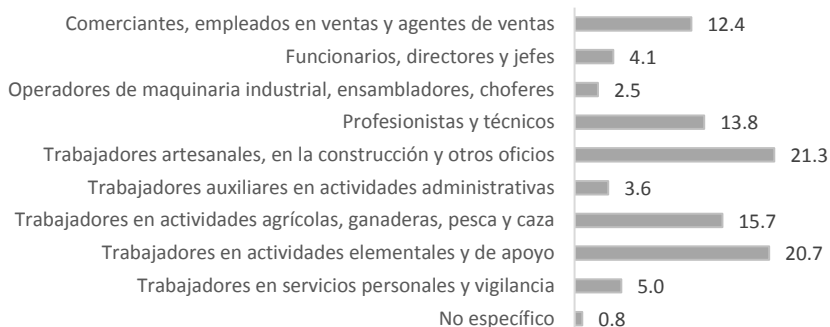 Comerciantes, empleados en ventas y agentes de ventas 12.4
Funcionarios, directores y jefes 4.1
Operadores de maquinaria industrial, ensambladores, choferes 2.5
Profesionistas y técnicos 13.8
Trabajadores artesanales, en la construcción y otros oficios 21.3
Trabajadores auxiliares en actividades administrativas 3.6
Trabajadores en actividades agrícolas, ganaderas, pesca y caza 15.7
Trabajadores en actividades elementales y de apoyo 20.7
Trabajadores en servicios personales y vigilancia 5.0
No específico 0.8